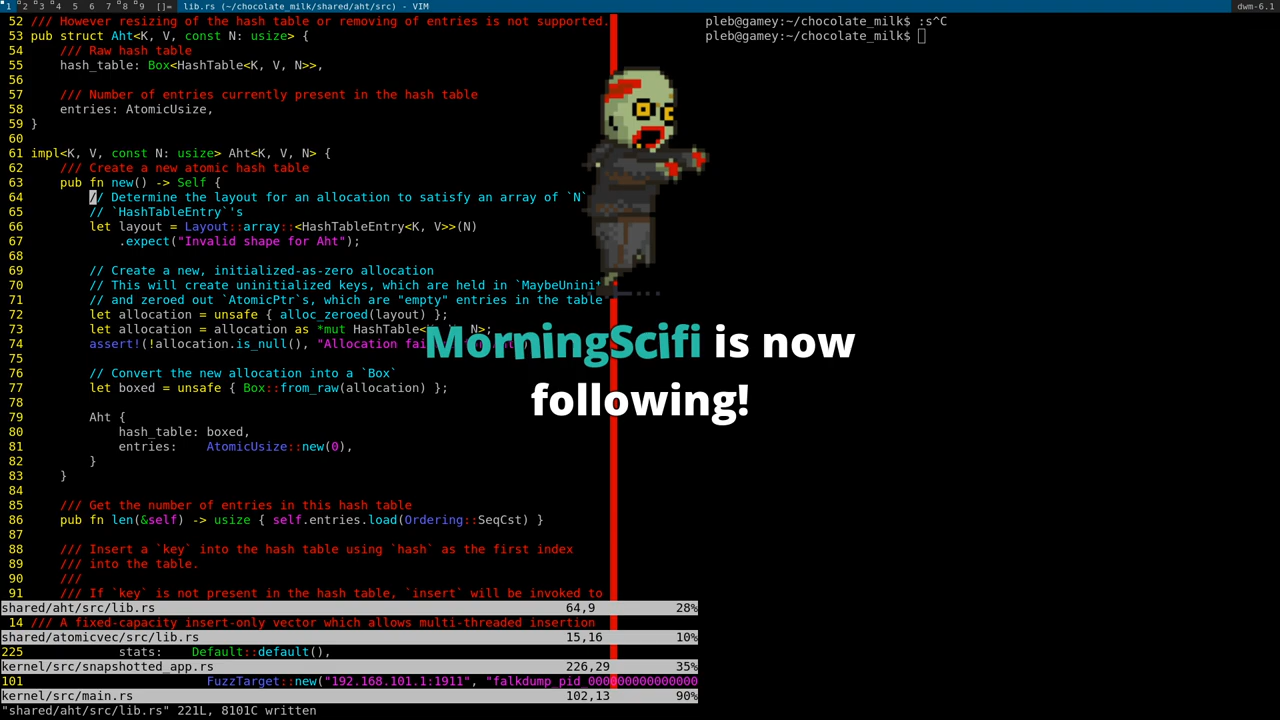 1 2 3 4 5 6 7 8 9 []= lib.rs (~/chocolate_milk/shared/aht/src) - VIM dwm-6.1
52 /// However resizing of the hash table or removing of entries is not supported.
53 pub struct Aht<K, V, const N: usize> {
54     /// Raw hash table
55     hash_table: Box<HashTable<K, V, N>>,
56
57     /// Number of entries currently present in the hash table
58     entries: AtomicUsize,
59 }
60
61 impl<K, V, const N: usize> Aht<K, V, N> {
62     /// Create a new atomic hash table
63     pub fn new() -> Self {
64         // Determine the layout for an allocation to satisfy an array of `N`
65         // `HashTableEntry`'s
66         let layout = Layout::array::<HashTableEntry<K, V>>(N)
67             .expect("Invalid shape for Aht");
68
69         // Create a new, initialized-as-zero allocation
70         // This will create uninitialized keys, which are held in `MaybeUninit
71         // and zeroed out `AtomicPtr`s, which are "empty" entries in the table
72         let allocation = unsafe { alloc_zeroed(layout) };
73         let allocation = allocation as *mut HashTable< N>;
74         assert!(!allocation.is_null(), "Allocation
75
76         // Convert the new allocation into a `Box`
77         let boxed = unsafe { Box::from_raw(allocation) };
78
79         Aht {
80             hash_table: boxed,
81             entries:    AtomicUsize::new(0),
82         }
83     }
84
85     /// Get the number of entries in this hash table
86     pub fn len(&self) -> usize { self.entries.load(Ordering::SeqCst) }
87
88     /// Insert a `key` into the hash table using `hash` as the first index
89     /// into the table.
90     ///
91     /// If `key` is not present in the hash table, `insert` will be invoked to
shared/aht/src/lib.rs 64,9 28%
14 /// A fixed-capacity insert-only vector which allows multi-threaded insertion
shared/atomicvec/src/lib.rs 15,16 10%
225             stats:    Default::default(),
kernel/src/snapshotted_app.rs 226,29 35%
101                         FuzzTarget::new("192.168.101.1:1911", "falkdump_pid_000000000000000
kernel/src/main.rs 102,13 90%
"shared/aht/src/lib.rs" 221L, 8101C written
pleb@gamey:~/chocolate_milk$ :s^C
pleb@gamey:~/chocolate_milk$
MorningScifi is now
following!